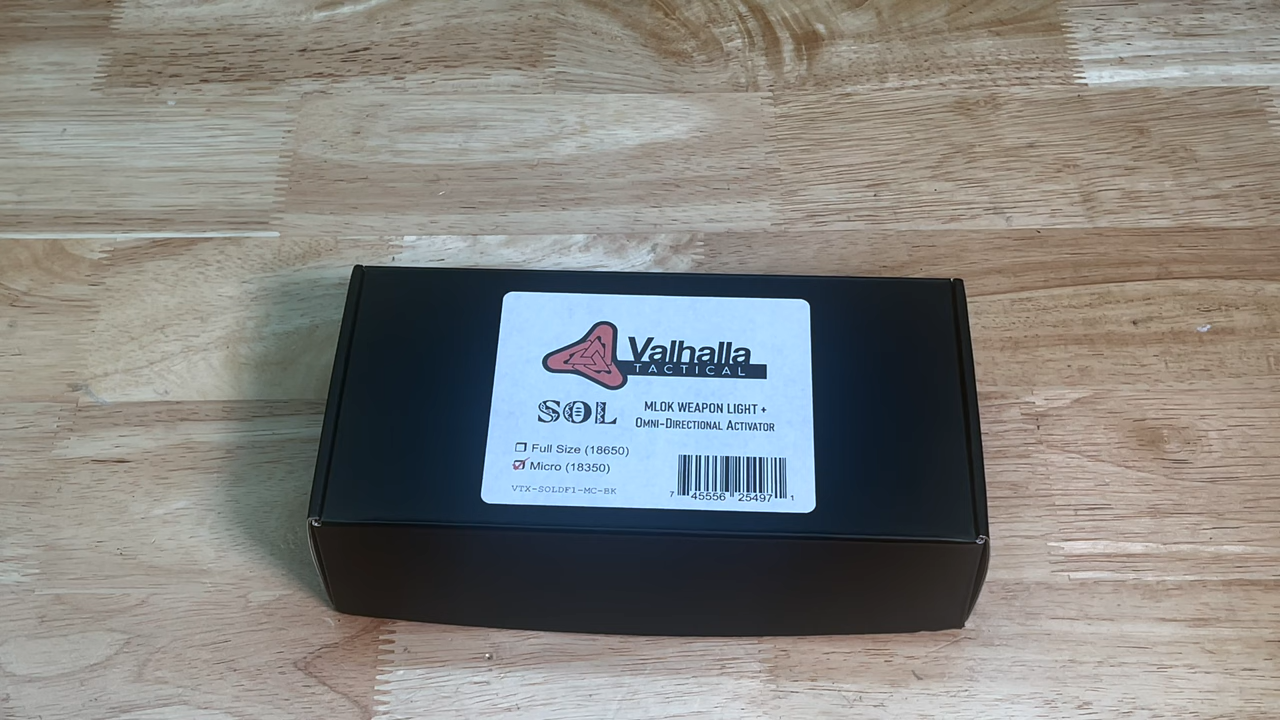 Valhalla
TACTICAL
SOL
MLOK WEAPON LIGHT +
OMNI-DIRECTIONAL ACTIVATOR
Full Size (18650)
Micro (18350)
VTX-SOLDF1-MC-BK
7 45556 25497 1